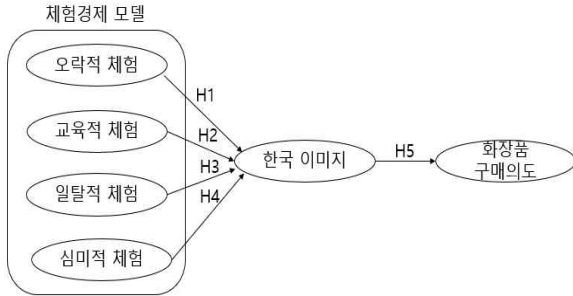 체험경제 모델
오락적 체험
H1
교육적 체험
H2
H3
한국 이미지
H5
화장품
구매의도
일탈적 체험
H4
심미적 체험